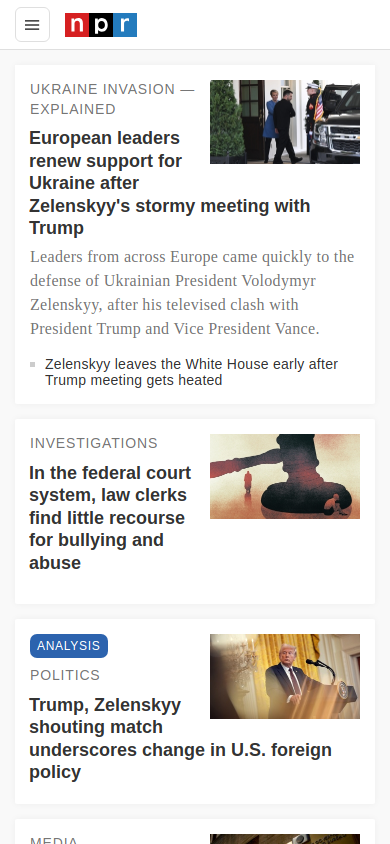 npr
UKRAINE INVASION —
EXPLAINED
European leaders
renew support for
Ukraine after
Zelenskyy's stormy meeting with
Trump
Leaders from across Europe came quickly to the
defense of Ukrainian President Volodymyr
Zelenskyy, after his televised clash with
President Trump and Vice President Vance.
Zelenskyy leaves the White House early after
Trump meeting gets heated
INVESTIGATIONS
In the federal court
system, law clerks
find little recourse
for bullying and
abuse
ANALYSIS
POLITICS
Trump, Zelenskyy
shouting match
underscores change in U.S. foreign
policy
MEDIA